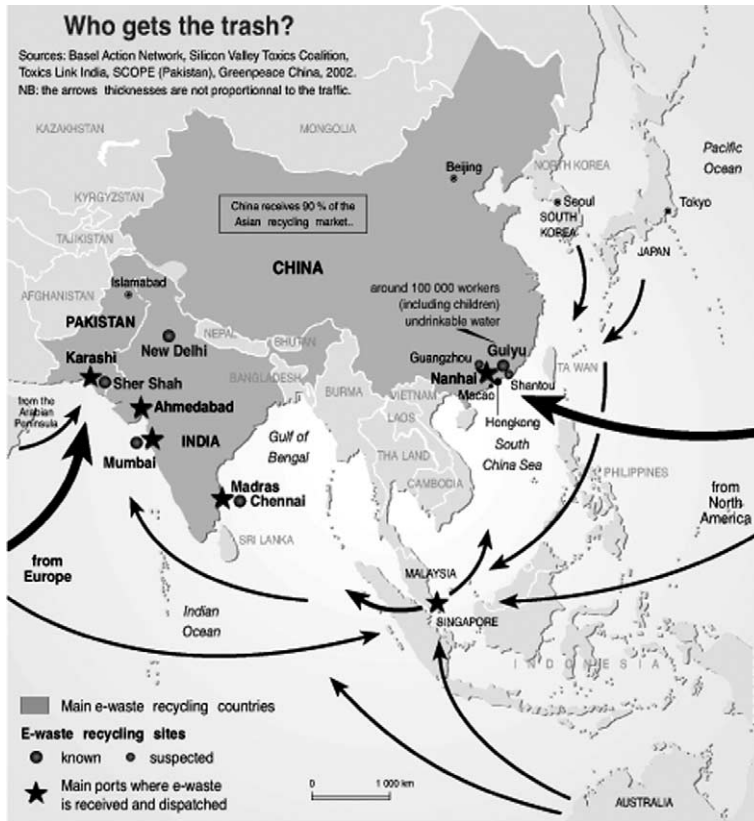 Who gets the trash?
Sources: Basel Action Network, Silicon Valley Toxics Coalition,
Toxics Link India, SCOPE (Pakistan), Greenpeace China, 2002.
NB: the arrows thicknesses are not proportionnal to the traffic.
KAZAKHSTAN
MONGOLIA
Pacific
Ocean
Beijing
NORTH KOREA
KYRGYZSTAN
China receives 90 % of the
Asian recycling market..
Seoul
SOUTH
KOREA
Tokyo
TAJIKISTAN
JAPAN
CHINA
Islamabad
AFGHANISTAN
around 100 000 workers
(including children)
undrinkable water
PAKISTAN
NEPAL
BHUTAN
New Delhi
Karashi
Guangzhou
Guiyu
TA WAN
Sher Shah
BANGLADESH
Nanhai
Shantou
BURMA
VIETNAM
Macao
from the Arabian
Peninsula
Ahmedabad
LAOS
Hongkong
INDIA
Gulf of
Bengal
South
China Sea
Mumbai
THA LAND
PHILIPPINES
Madras
Chennai
CAMBODIA
from
North
America
SRI LANKA
from
Europe
MALAYSIA
Indian
Ocean
SINGAPORE
INDONESIA
Main e-waste recycling countries
E-waste recycling sites
known
suspected
Main ports where e-waste
is received and dispatched
0
1 000 km
AUSTRALIA